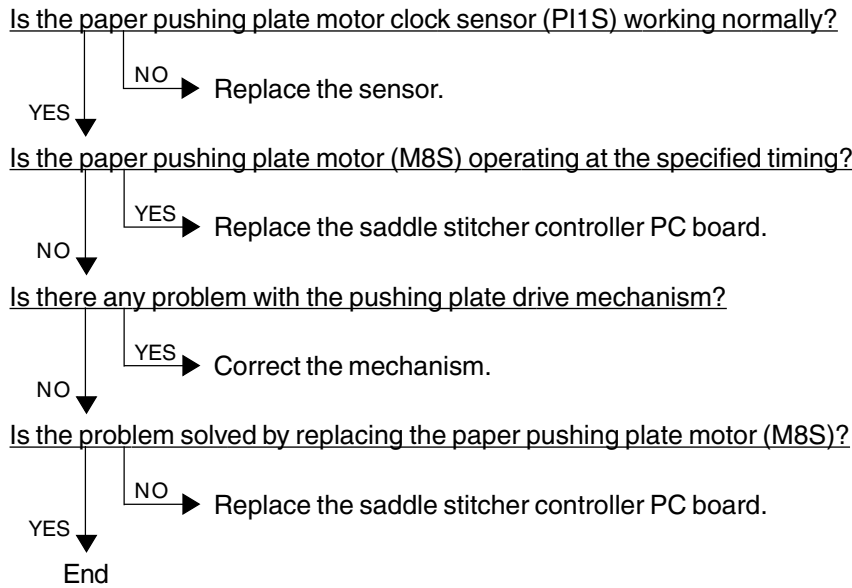 Is the paper pushing plate motor clock sensor (PI1S) working normally?
NO
Replace the sensor.
YES
Is the paper pushing plate motor (M8S) operating at the specified timing?
YES
Replace the saddle stitcher controller PC board.
NO
Is there any problem with the pushing plate drive mechanism?
YES
Correct the mechanism.
NO
Is the problem solved by replacing the paper pushing plate motor (M8S)?
NO
Replace the saddle stitcher controller PC board.
YES
End